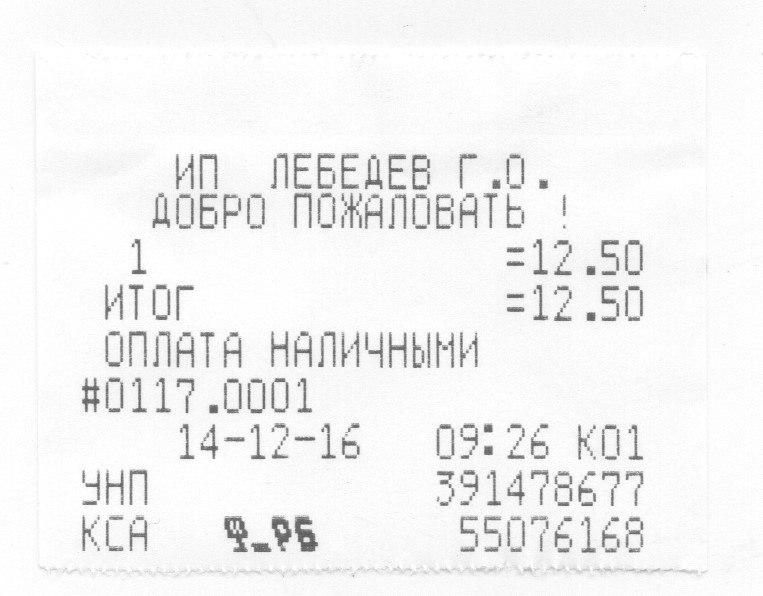 ИП ЛЕБЕДЕВ Г.О.
ДОБРО ПОЖАЛОВАТЬ !
1 =12.50
ИТОГ =12.50
ОПЛАТА НАЛИЧНЫМИ
#0117.0001
14-12-16 09:26 К01
УНП 391478677
КСА 55076168